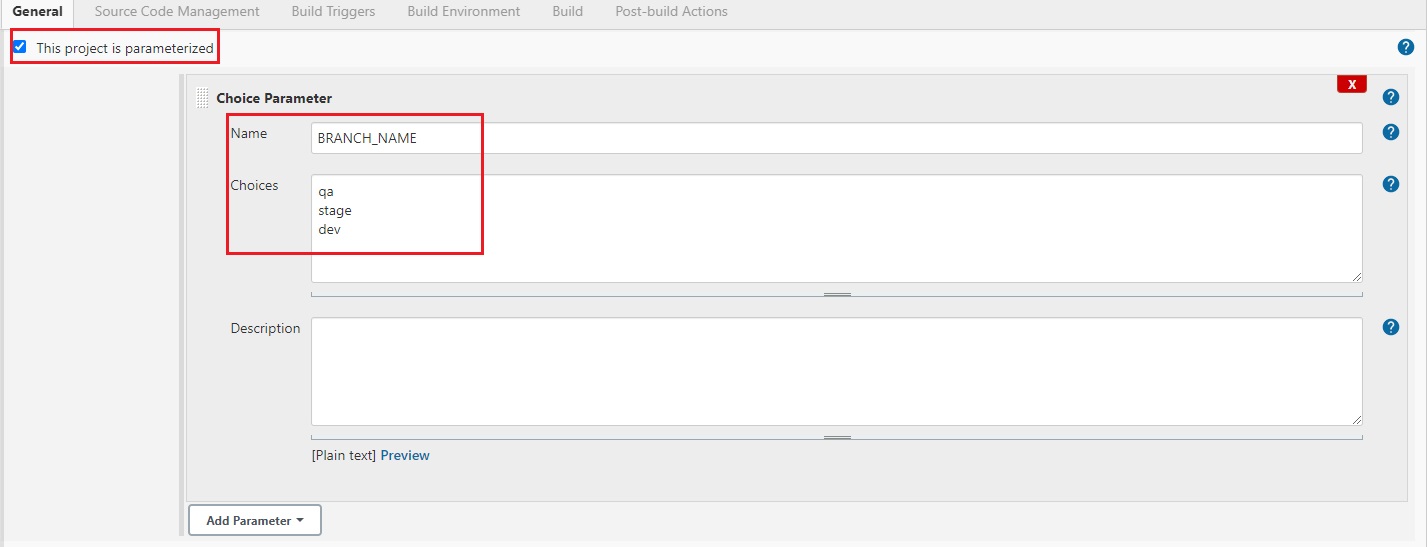 General Source Code Management Build Triggers Build Environment Build Post-build Actions
This project is parameterized ?
X
Choice Parameter ?
Name BRANCH_NAME ?
Choices qa ?
stage
dev
Description ?
[Plain text] Preview
Add Parameter